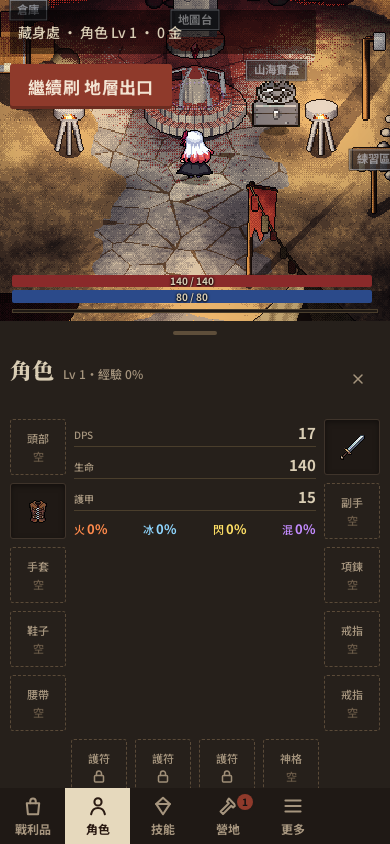 倉庫
地圖台
藏身處 · 角色 Lv 1 · 0 金
山海寶盒
繼續刷 地層出口
練習區
140 / 140
80 / 80
角色 Lv 1 · 經驗 0%
×
頭部
空
DPS 17
生命 140
護甲 15
副手
空
火 0% 冰 0% 閃 0% 混 0%
手套
空
項鍊
空
鞋子
空
戒指
空
腰帶
空
戒指
空
護符 護符 護符 神格
空
戰利品 角色 技能 營地 1 更多